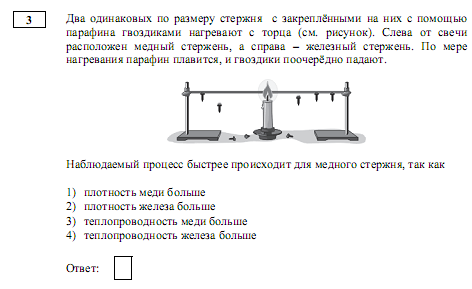 3
Два одинаковых по размеру стержня с закреплёнными на них с помощью
парафина гвоздиками нагревают с торца (см. рисунок). Слева от свечи
расположен медный стержень, а справа – железный стержень. По мере
нагревания парафин плавится, и гвоздики поочерёдно падают.
Наблюдаемый процесс быстрее происходит для медного стержня, так как
1) плотность меди больше
2) плотность железа больше
3) теплопроводность меди больше
4) теплопроводность железа больше
Ответ: